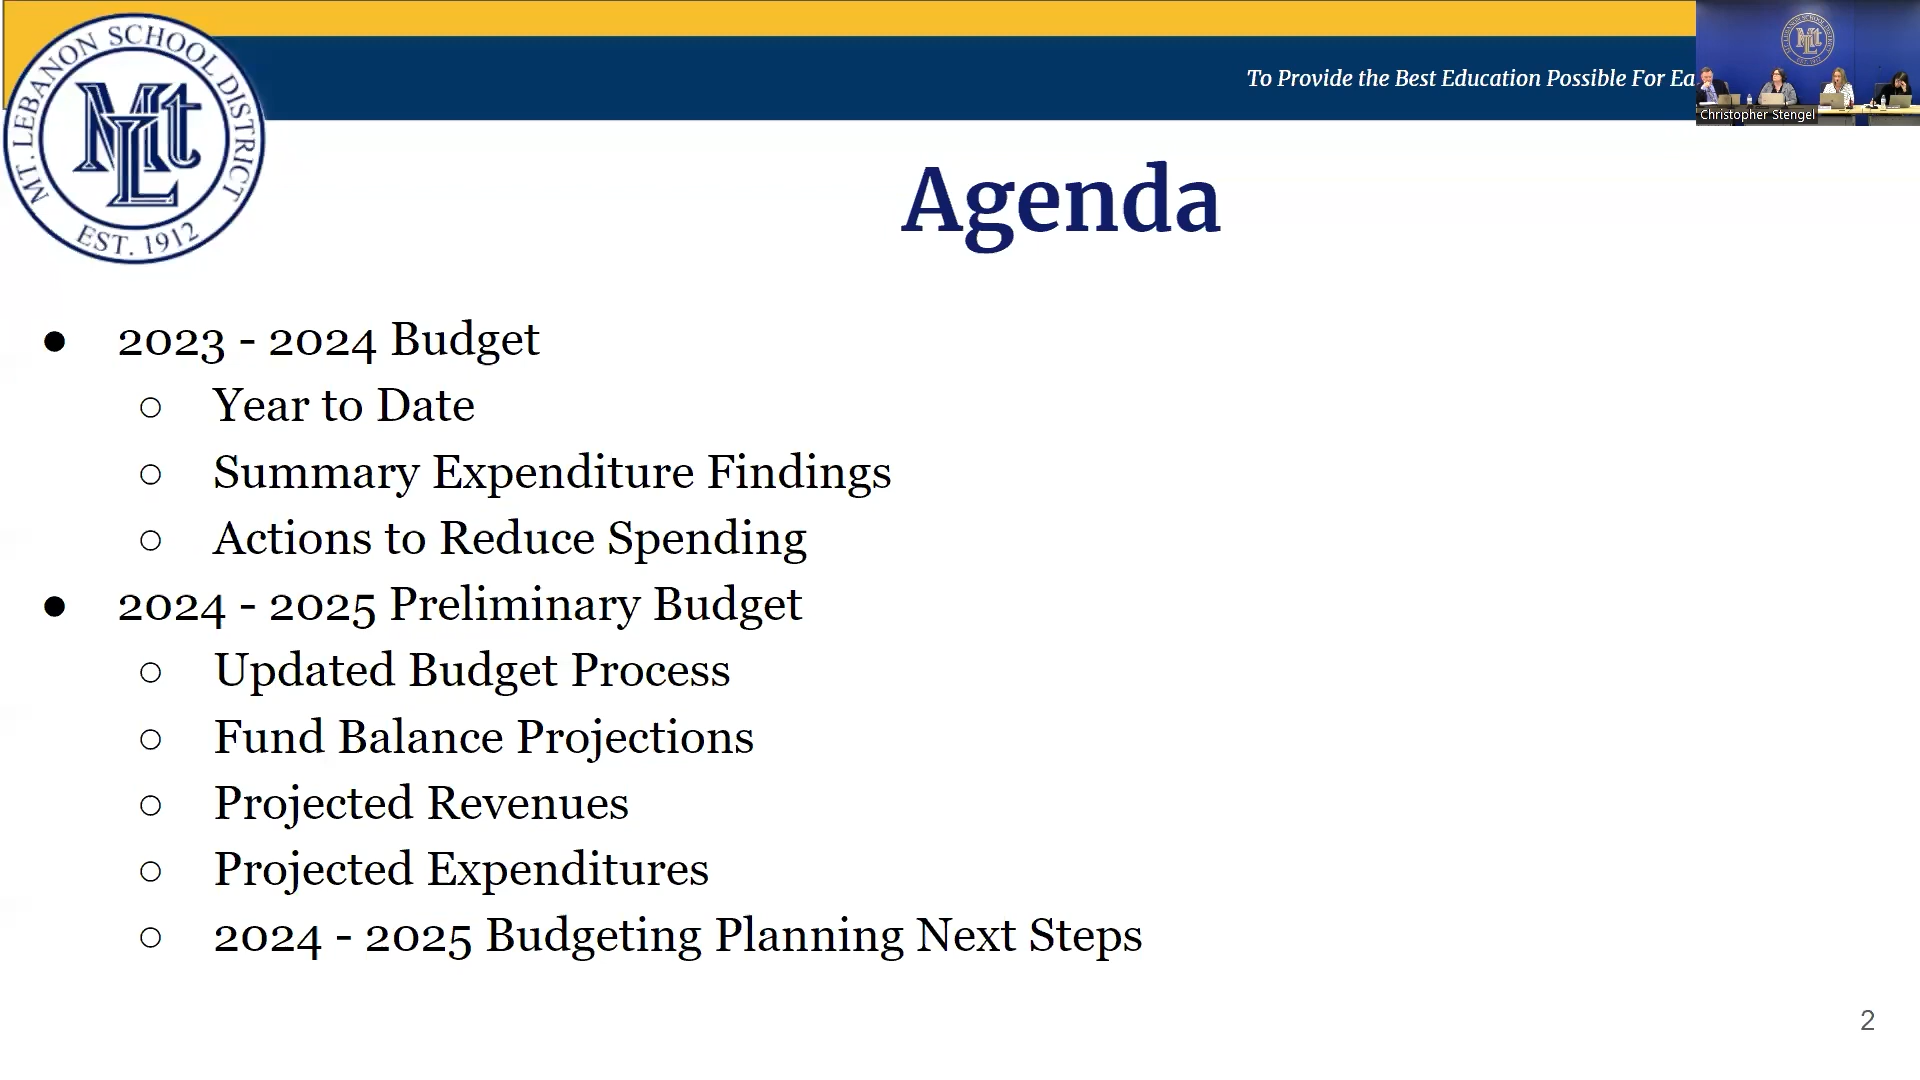 MT. LEBANON SCHOOL DISTRICT
MLt
EST. 1912
To Provide the Best Education Possible For Ea
Christopher Stengel
Agenda
● 2023 - 2024 Budget
○ Year to Date
○ Summary Expenditure Findings
○ Actions to Reduce Spending
● 2024 - 2025 Preliminary Budget
○ Updated Budget Process
○ Fund Balance Projections
○ Projected Revenues
○ Projected Expenditures
○ 2024 - 2025 Budgeting Planning Next Steps
2